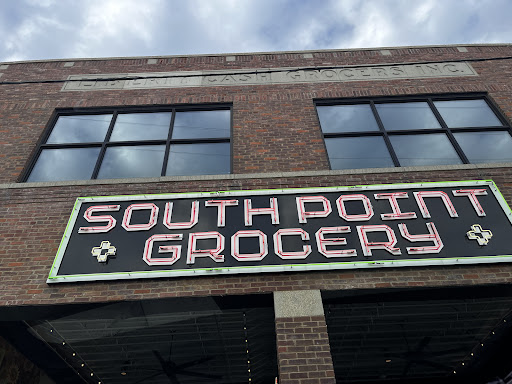 CASH GROCERS INC.
SOUTH POINT
GROCERY